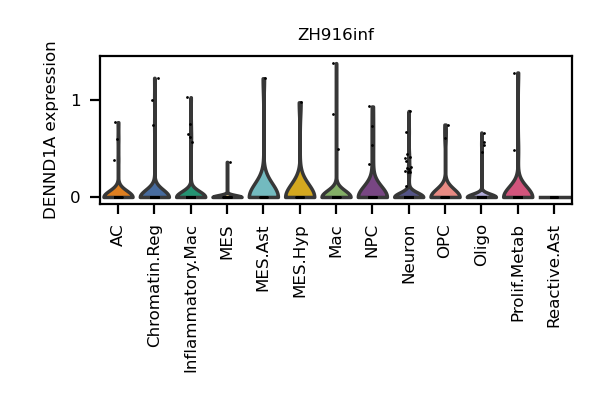 ZH916inf
DENND1A expression
1
0
AC
Chromatin.Reg
Inflammatory.Mac
MES
MES.Ast
MES.Hyp
Mac
NPC
Neuron
OPC
Oligo
Prolif.Metab
Reactive.Ast